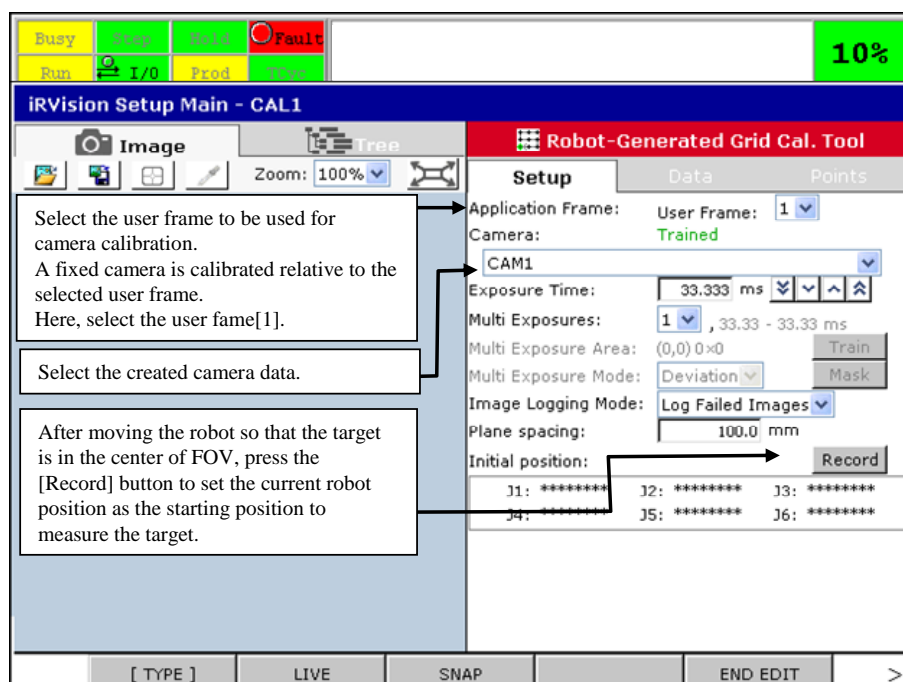 Busy Step Hold Fault
Run I/O Prod TCyc
10%
iRVision Setup Main - CAL1
Image Tree
Zoom: 100%
Select the user frame to be used for
camera calibration.
A fixed camera is calibrated relative to the
selected user frame.
Here, select the user fame[1].
Select the created camera data.
After moving the robot so that the target
is in the center of FOV, press the
[Record] button to set the current robot
position as the starting position to
measure the target.
Robot-Generated Grid Cal. Tool
Setup Data Points
Application Frame: User Frame: 1
Camera: Trained
CAM1
Exposure Time: 33.333 ms
Multi Exposures: 1 , 33.33 - 33.33 ms
Multi Exposure Area: (0,0) 0×0 Train
Multi Exposure Mode: Deviation Mask
Image Logging Mode: Log Failed Images
Plane spacing: 100.0 mm
Initial position: Record
J1: ******** J2: ******** J3: ********
J4: ******** J5: ******** J6: ********
[ TYPE ] LIVE SNAP END EDIT >